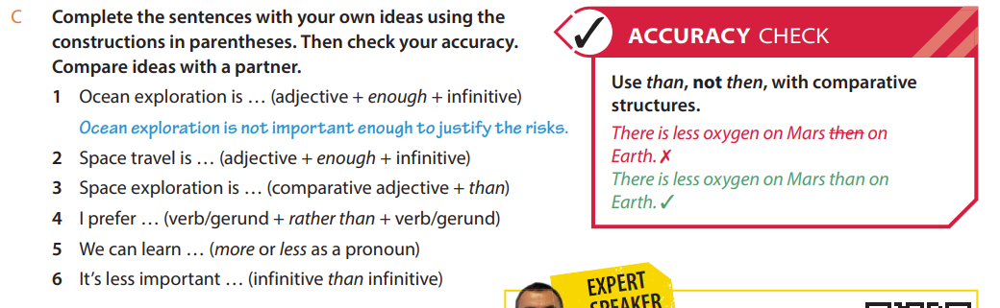 C Complete the sentences with your own ideas using the
constructions in parentheses. Then check your accuracy.
Compare ideas with a partner.
1 Ocean exploration is … (adjective + enough + infinitive)
Ocean exploration is not important enough to justify the risks.
2 Space travel is … (adjective + enough + infinitive)
3 Space exploration is … (comparative adjective + than)
4 I prefer … (verb/gerund + rather than + verb/gerund)
5 We can learn … (more or less as a pronoun)
6 It’s less important … (infinitive than infinitive)
✓ ACCURACY CHECK
Use than, not then, with comparative
structures.
There is less oxygen on Mars then on
Earth. ✗
There is less oxygen on Mars than on
Earth. ✓
EXPERT
SPEAKER